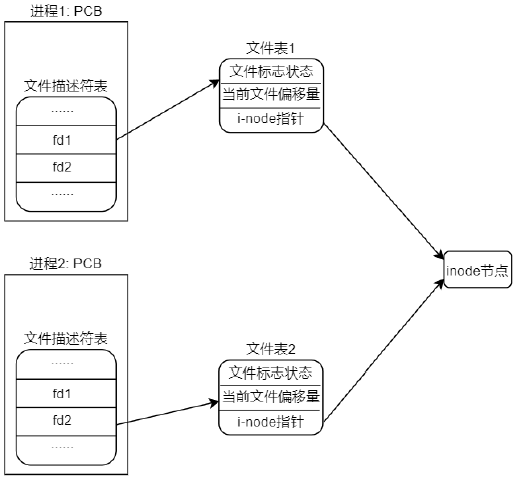 进程1: PCB
文件描述符表
......
fd1
fd2
......
文件表1
文件标志状态
当前文件偏移量
i-node指针
inode节点
进程2: PCB
文件描述符表
......
fd1
fd2
......
文件表2
文件标志状态
当前文件偏移量
i-node指针